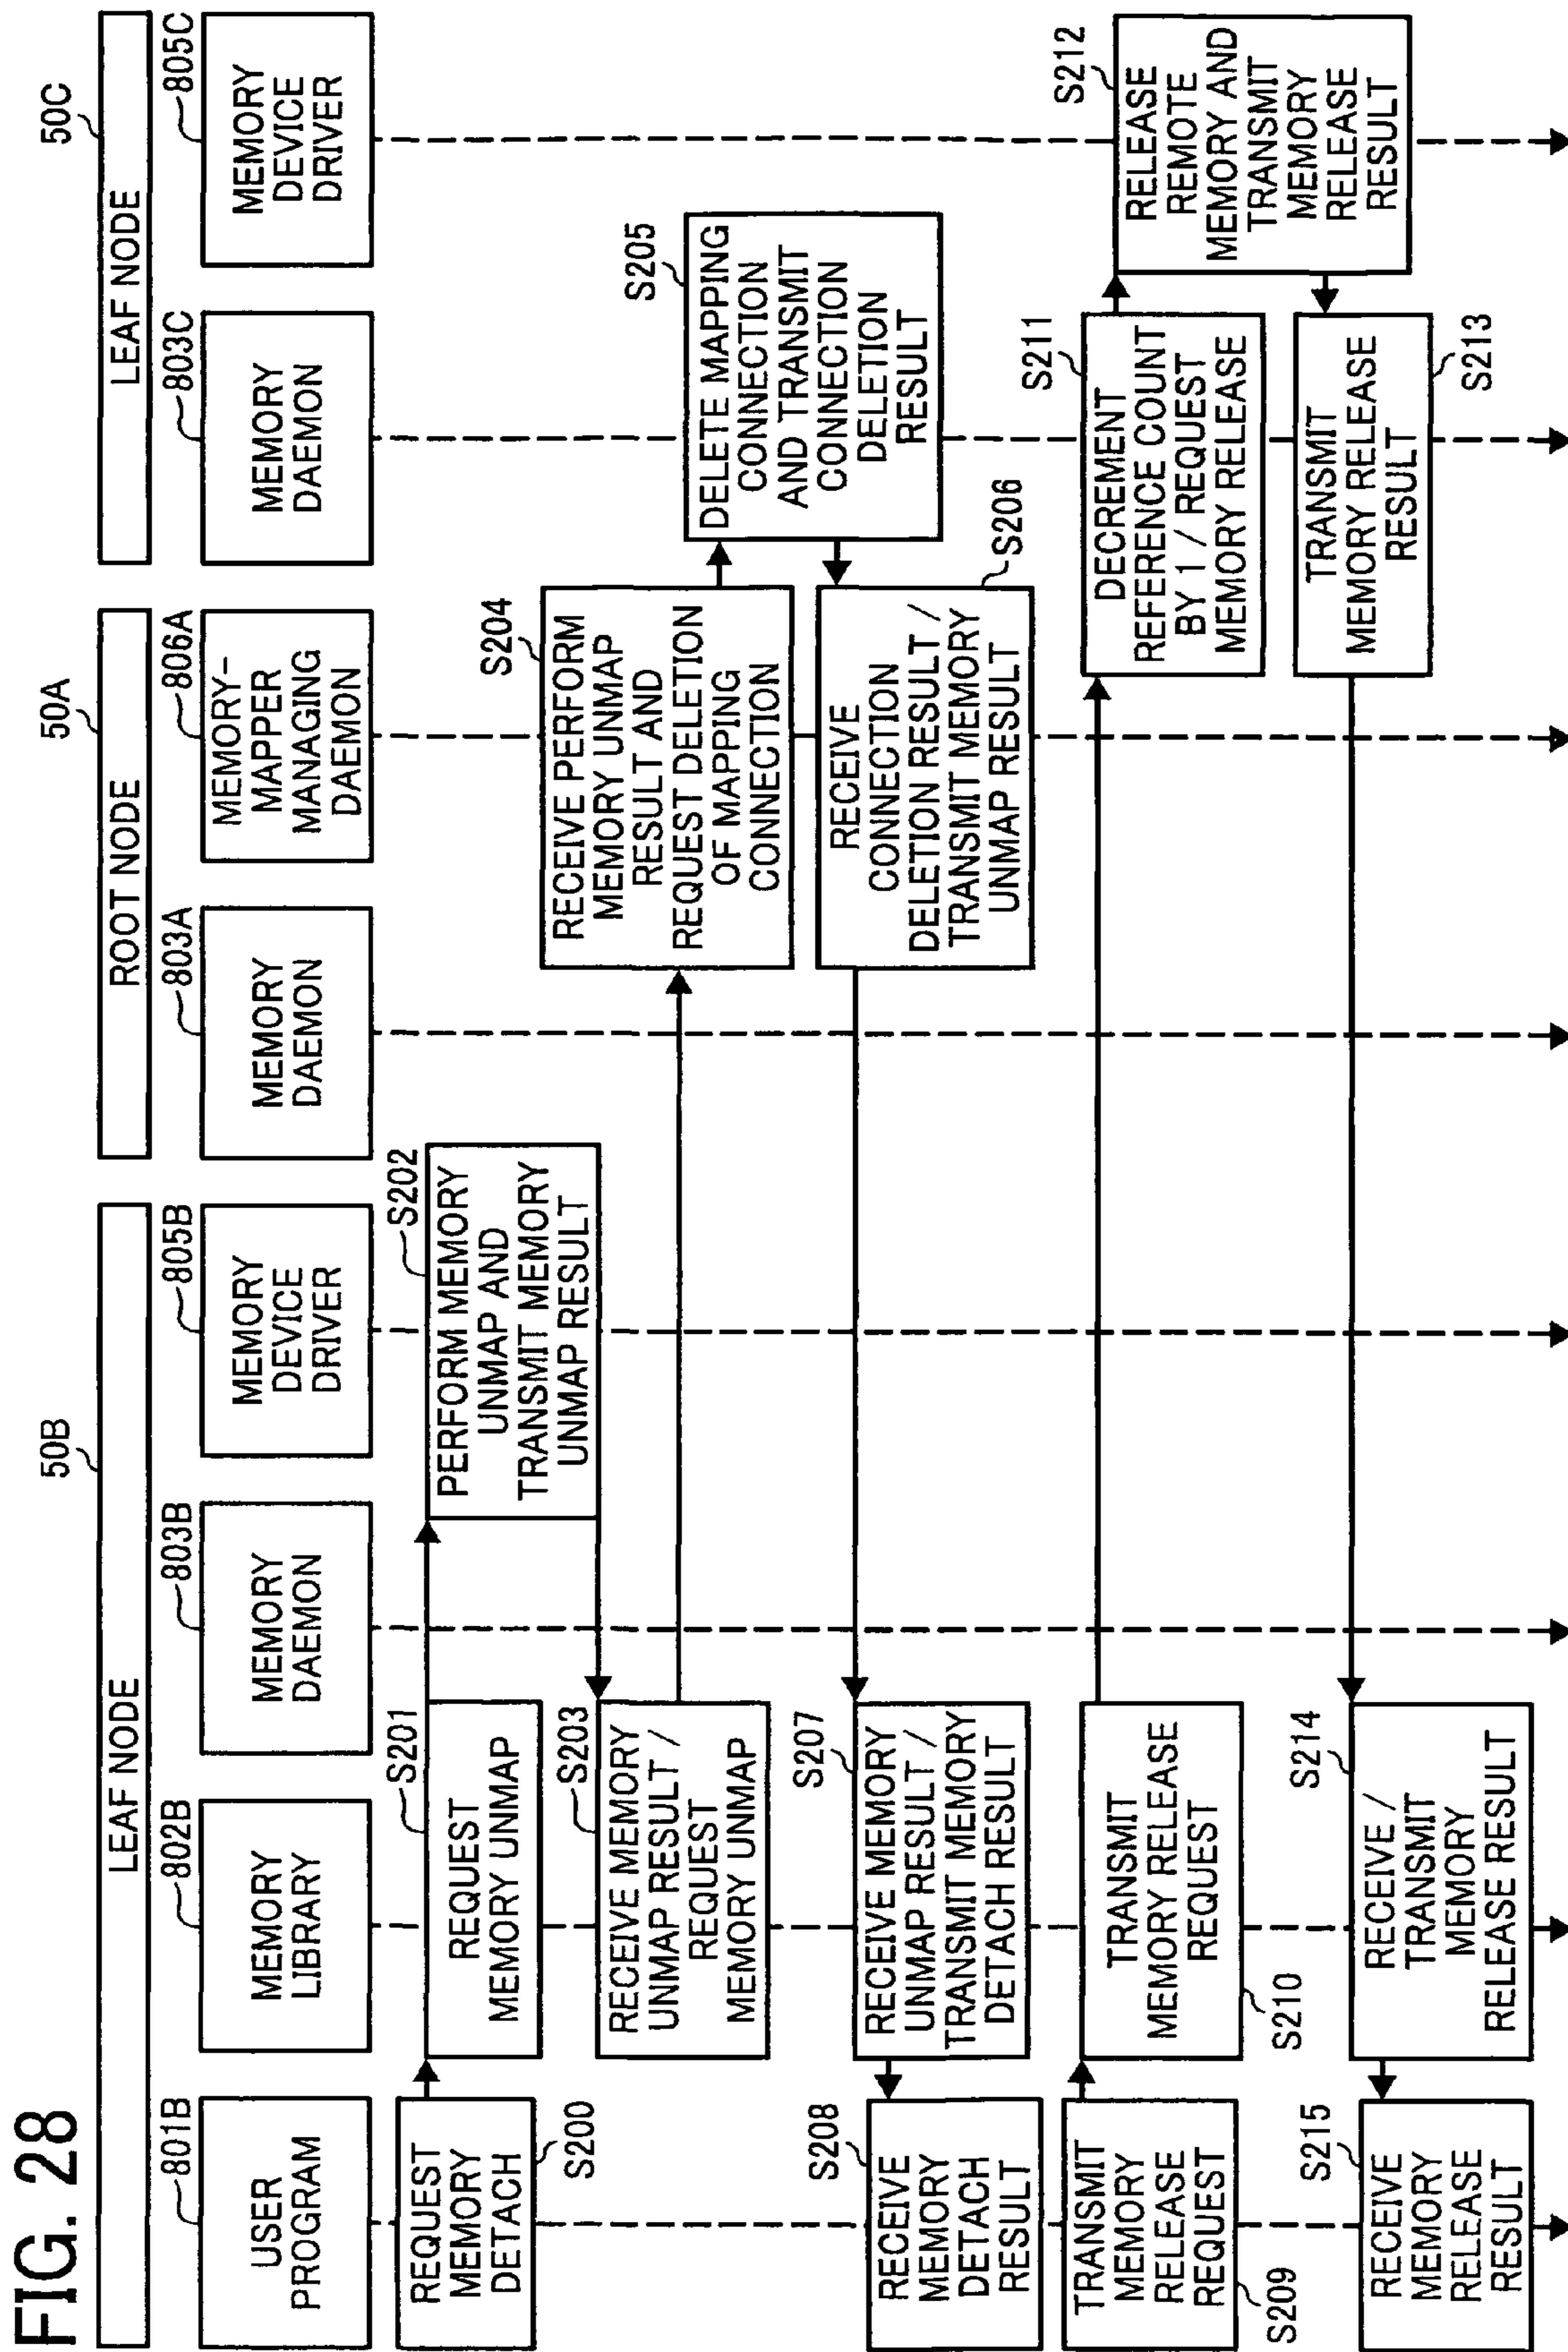 FIG. 28
50B
LEAF NODE
50A
ROOT NODE
50C
LEAF NODE
801B
USER
PROGRAM
802B
MEMORY
LIBRARY
803B
MEMORY
DAEMON
805B
MEMORY
DEVICE
DRIVER
803A
MEMORY
DAEMON
806A
MEMORY-
MAPPER
MANAGING
DAEMON
803C
MEMORY
DAEMON
805C
MEMORY
DEVICE
DRIVER
REQUEST
MEMORY
DETACH
S200
S201
REQUEST
MEMORY UNMAP
S202
PERFORM MEMORY
UNMAP AND
TRANSMIT MEMORY
UNMAP RESULT
S203
RECEIVE MEMORY
UNMAP RESULT /
REQUEST
MEMORY UNMAP
S204
RECEIVE PERFORM
MEMORY UNMAP
RESULT AND
REQUEST DELETION
OF MAPPING
CONNECTION
S205
DELETE MAPPING
CONNECTION
AND TRANSMIT
CONNECTION
DELETION
RESULT
S206
RECEIVE
CONNECTION
DELETION RESULT /
TRANSMIT MEMORY
UNMAP RESULT
S207
RECEIVE MEMORY
UNMAP RESULT /
TRANSMIT MEMORY
DETACH RESULT
S208
RECEIVE
MEMORY
DETACH
RESULT
TRANSMIT
MEMORY
RELEASE
REQUEST
S209
TRANSMIT
MEMORY RELEASE
REQUEST
S210
S211
DECREMENT
REFERENCE COUNT
BY 1 / REQUEST
MEMORY RELEASE
S212
RELEASE
REMOTE
MEMORY AND
TRANSMIT
MEMORY
RELEASE
RESULT
TRANSMIT
MEMORY RELEASE
RESULT
S213
S214
RECEIVE /
TRANSMIT
MEMORY
RELEASE RESULT
S215
RECEIVE
MEMORY
RELEASE
RESULT